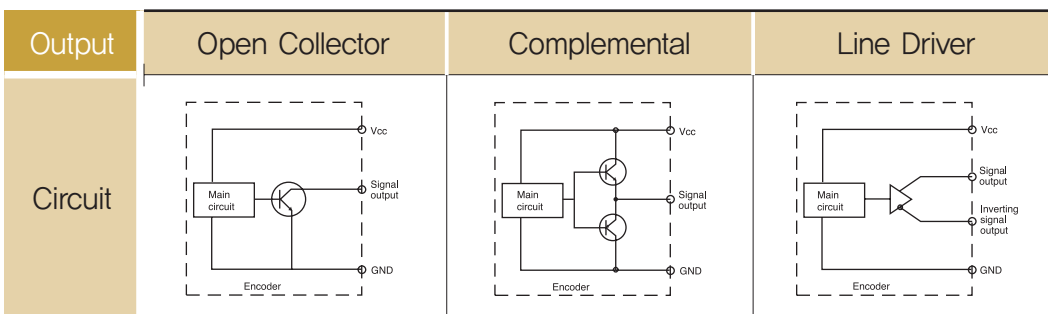 Output
Open Collector
Complemental
Line Driver
Circuit
Vcc
Main
circuit
Signal
output
GND
Encoder
Vcc
Main
circuit
Signal
output
GND
Encoder
Vcc
Main
circuit
Signal
output
Inverting
signal
output
GND
Encoder